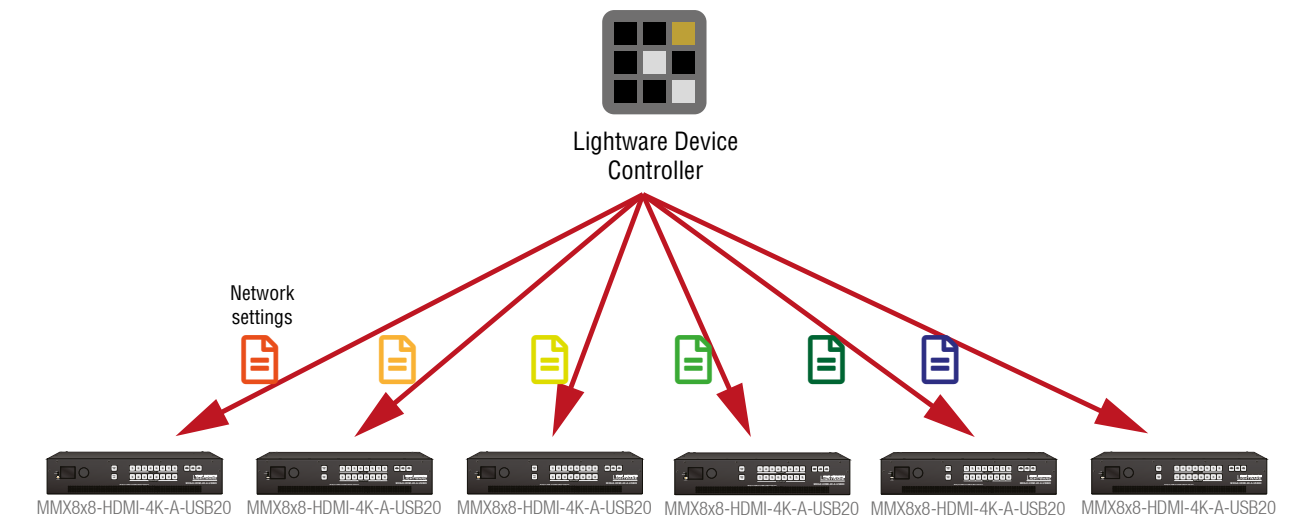 Lightware Device
Controller
Network
settings
MMX8x8-HDMI-4K-A-USB20 MMX8x8-HDMI-4K-A-USB20 MMX8x8-HDMI-4K-A-USB20 MMX8x8-HDMI-4K-A-USB20 MMX8x8-HDMI-4K-A-USB20 MMX8x8-HDMI-4K-A-USB20